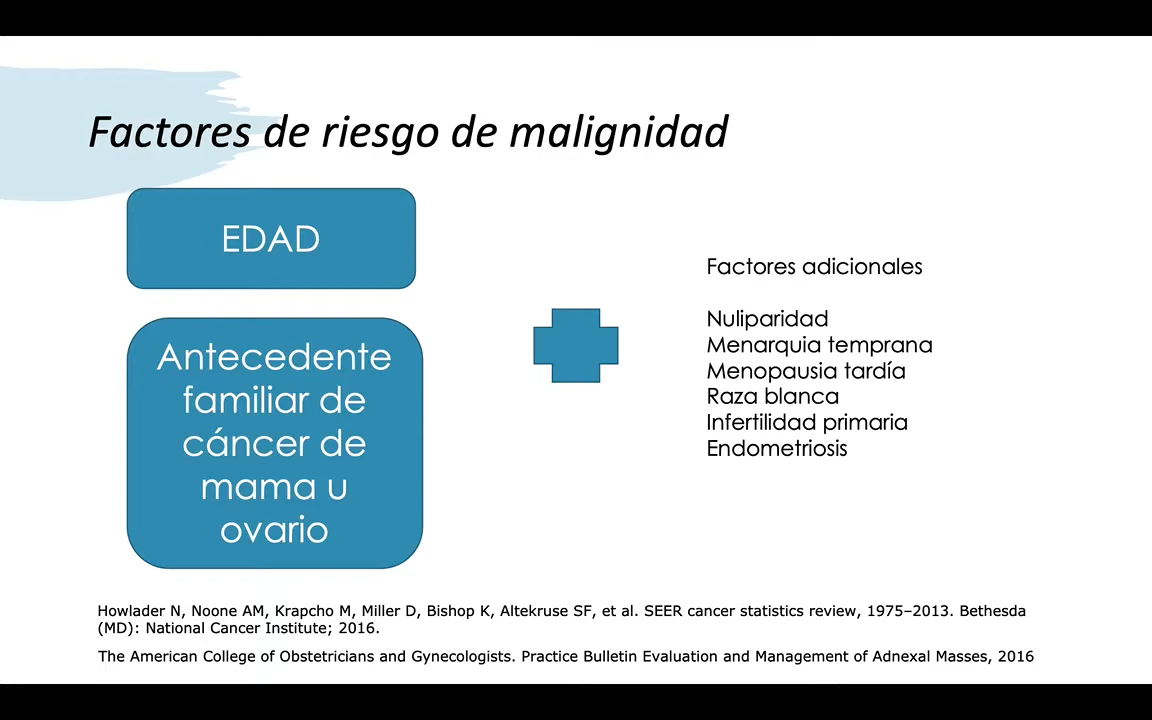 Factores de riesgo de malignidad
EDAD
Antecedente
familiar de
cáncer de
mama u
ovario
Factores adicionales
Nuliparidad
Menarquia temprana
Menopausia tardía
Raza blanca
Infertilidad primaria
Endometriosis
Howlader N, Noone AM, Krapcho M, Miller D, Bishop K, Altekruse SF, et al. SEER cancer statistics review, 1975–2013. Bethesda
(MD): National Cancer Institute; 2016.
The American College of Obstetricians and Gynecologists. Practice Bulletin Evaluation and Management of Adnexal Masses, 2016